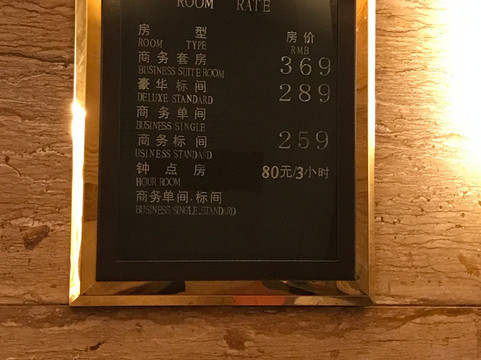 ROOM RATE
房 型 房价
ROOM TYPE RMB
商务套房 369
BUSINESS SUITE ROOM
豪华标间 289
DELUXE STANDARD
商务单间
BUSINESS SINGLE
商务标间 259
USINESS STANDARD
钟点房 80元/3小时
HOUR ROOM
商务单间.标间
BUSINESS SINGLE.STANDARD